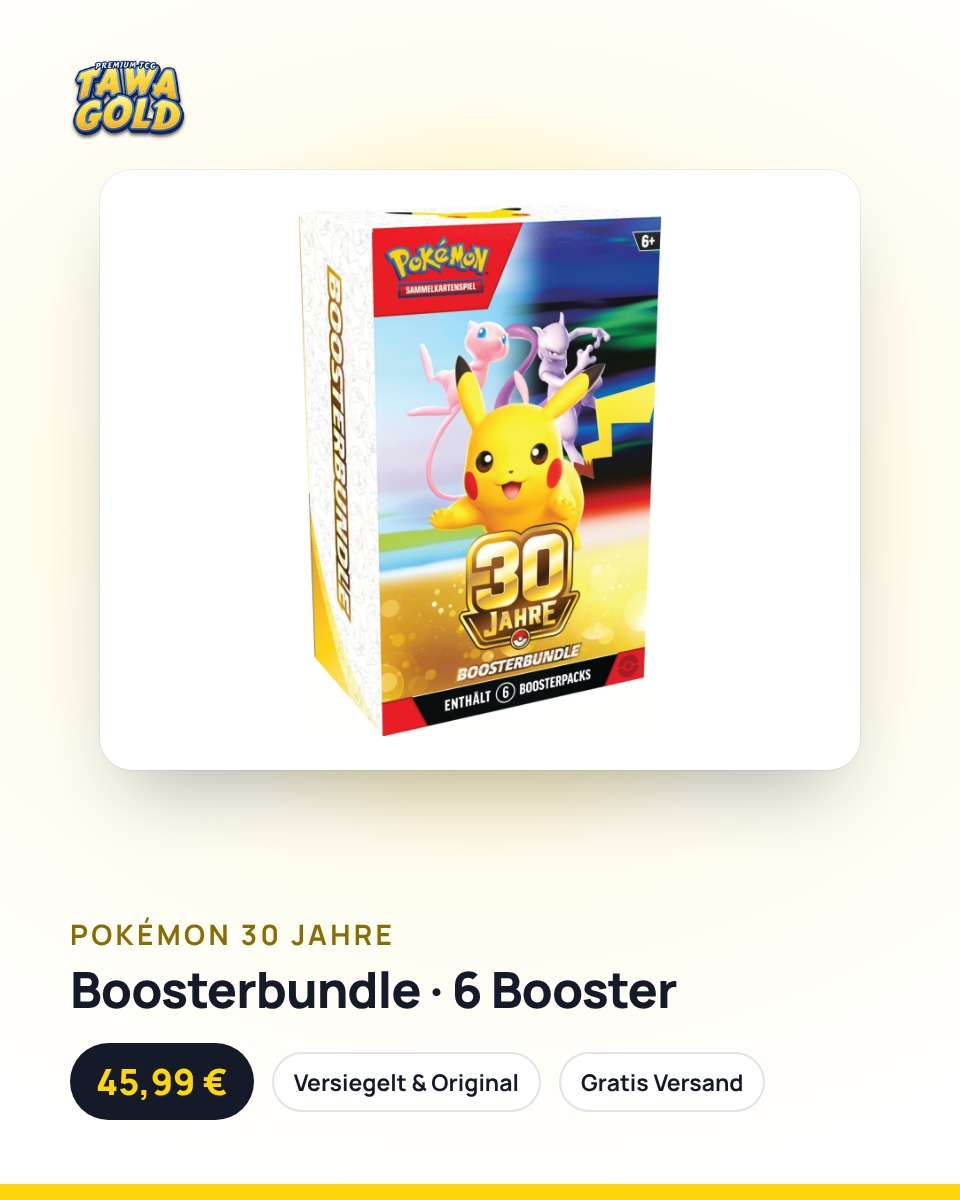 PREMIUM TCG
TAWA
GOLD
BOOSTERBUNDLE
POKÉMON
SAMMELKARTENSPIEL
6+
30
JAHRE
BOOSTERBUNDLE
ENTHÄLT 6 BOOSTERPACKS
POKÉMON 30 JAHRE
Boosterbundle · 6 Booster
45,99 €
Versiegelt & Original
Gratis Versand